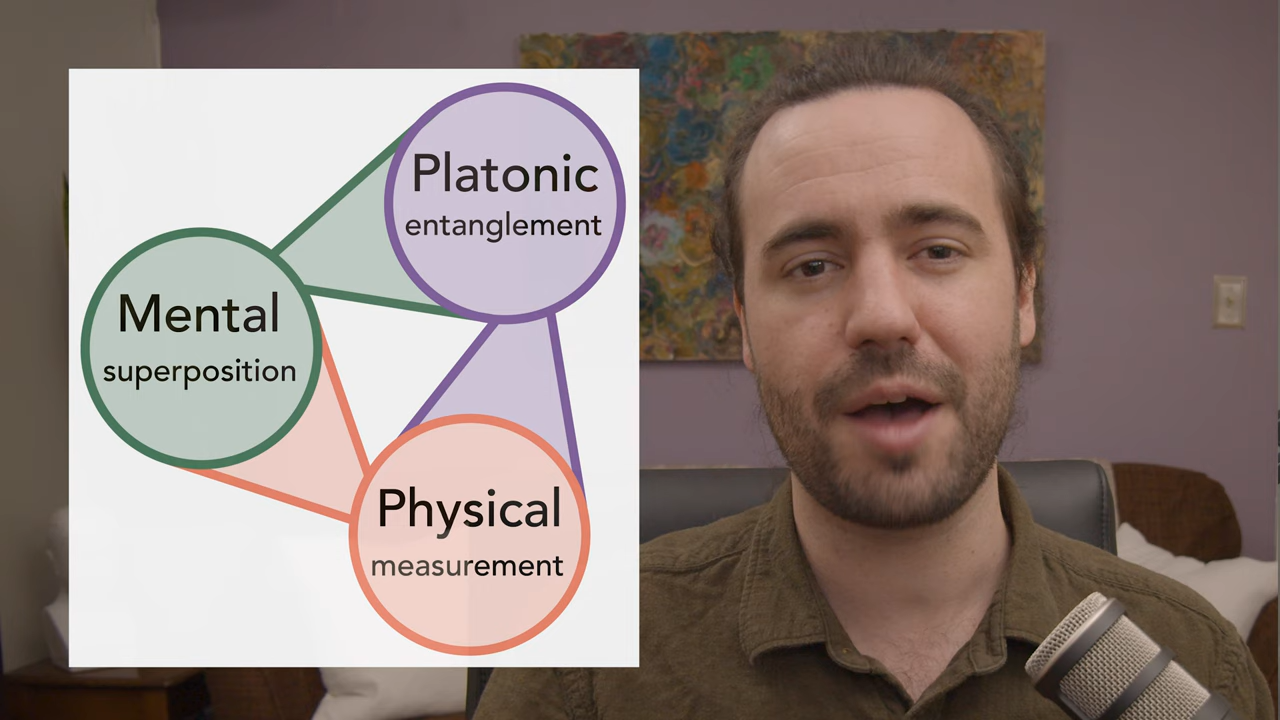 Platonic
entanglement
Mental
superposition
Physical
measurement